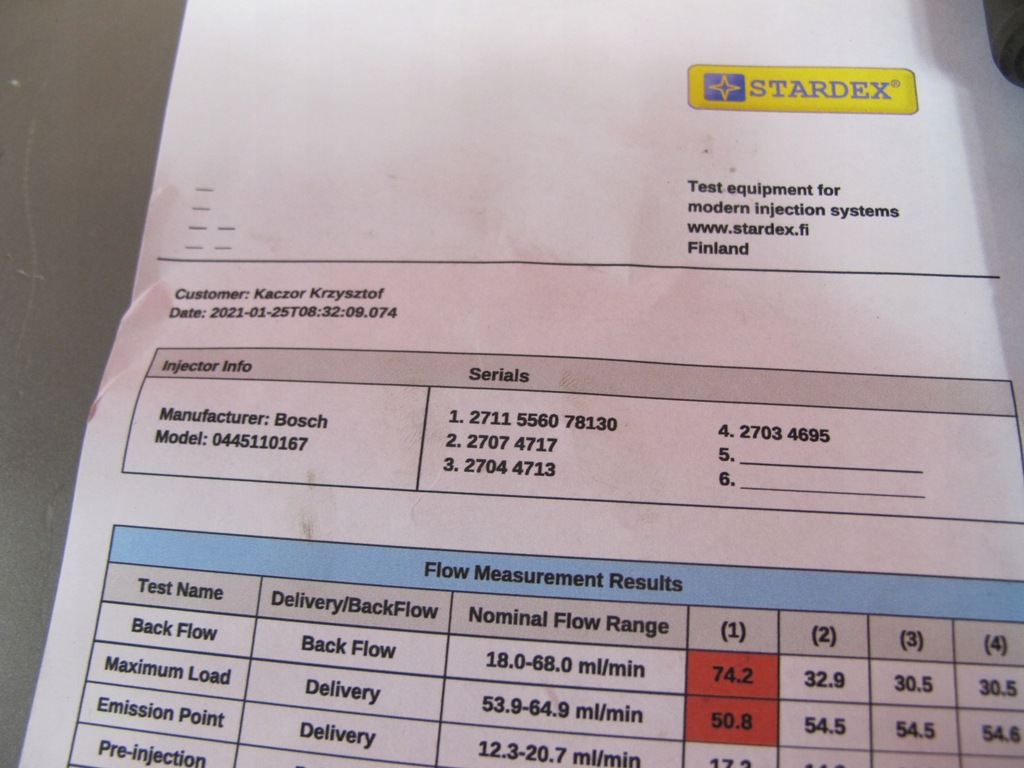 STARDEX®
Test equipment for
modern injection systems
www.stardex.fi
Finland
Customer: Kaczor Krzysztof
Date: 2021-01-25T08:32:09.074
Injector Info Serials
Manufacturer: Bosch
Model: 0445110167
1. 2711 5560 78130
2. 2707 4717
3. 2704 4713
4. 2703 4695
5.
6.
Flow Measurement Results
Test Name Delivery/BackFlow Nominal Flow Range (1) (2) (3) (4)
Back Flow Back Flow 18.0-68.0 ml/min 74.2 32.9 30.5 30.5
Maximum Load Delivery 53.9-64.9 ml/min 50.8 54.5 54.5 54.6
Emission Point Delivery 12.3-20.7 ml/min 17.2
Pre-injection